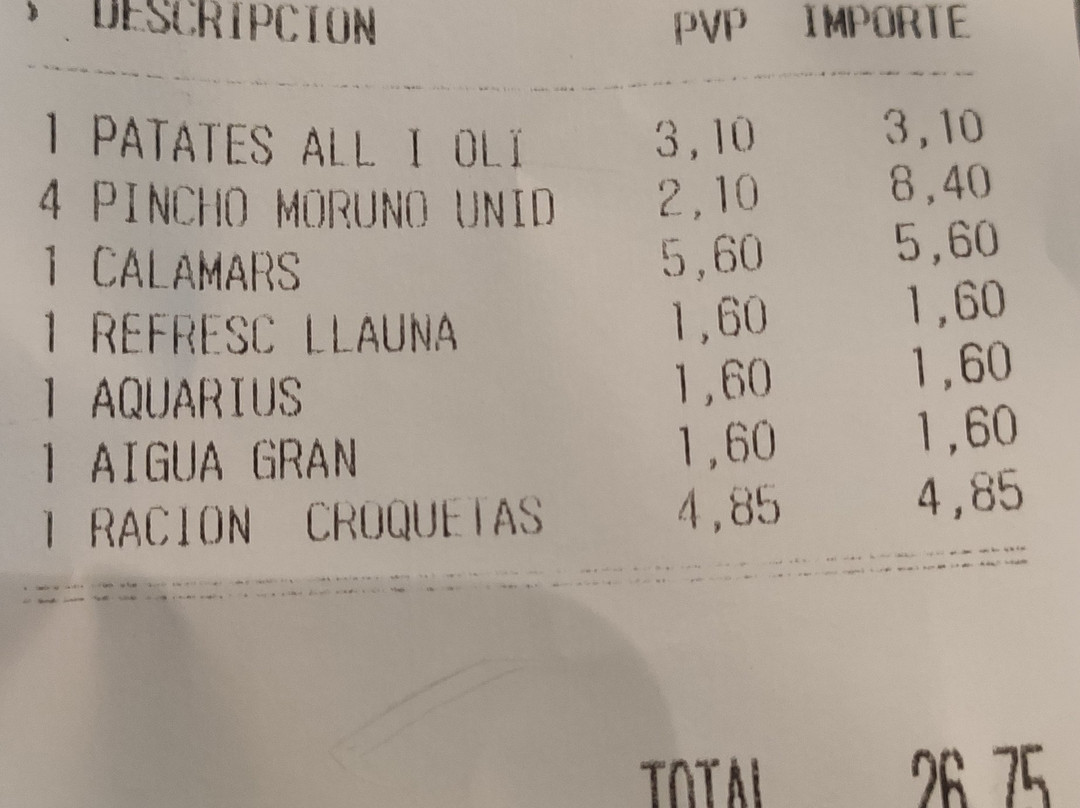 DESCRIPCION PVP IMPORTE
1 PATATES ALL I OLI 3,10 3,10
4 PINCHO MORUNO UNID 2,10 8,40
1 CALAMARS 5,60 5,60
1 REFRESC LLAUNA 1,60 1,60
1 AQUARIUS 1,60 1,60
1 AIGUA GRAN 1,60 1,60
1 RACION CROQUETAS 4,85 4,85
TOTAL 26,75